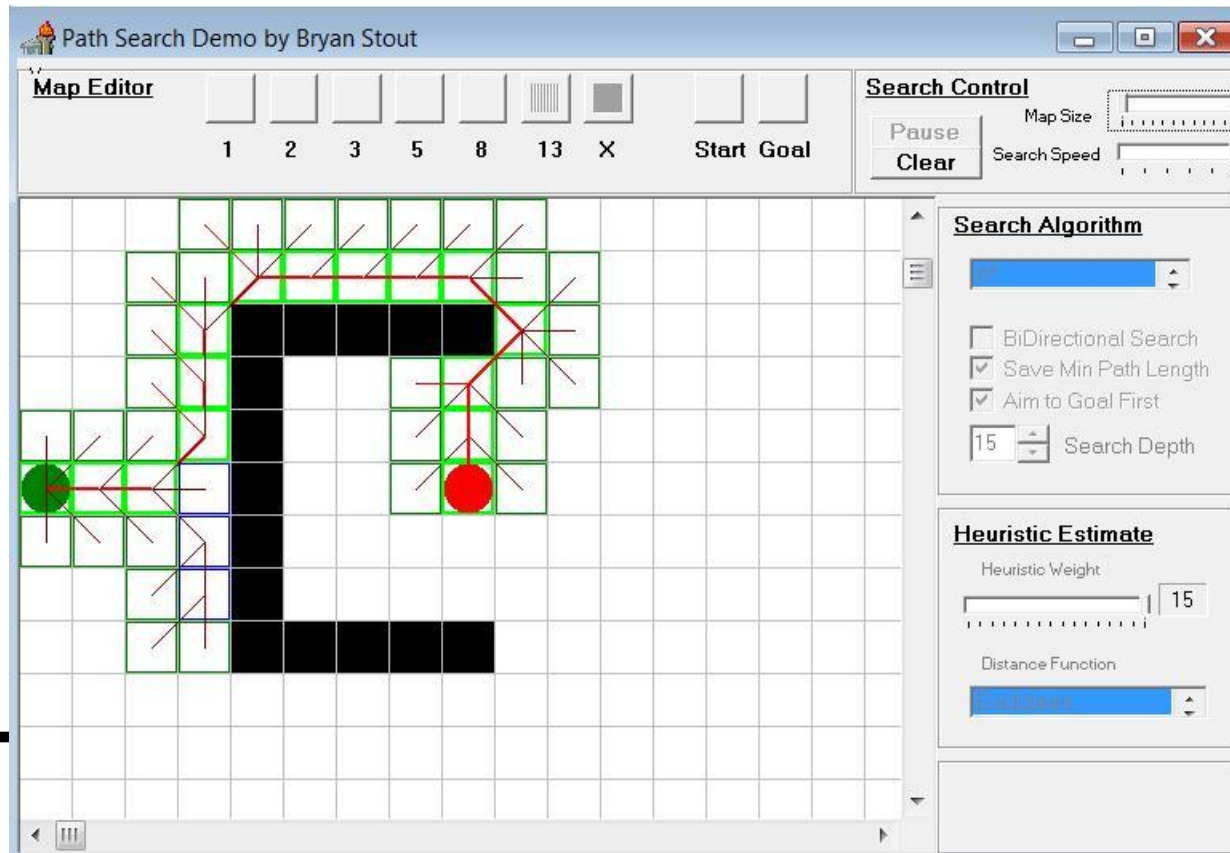 Path Search Demo by Bryan Stout
Map Editor
1 2 3 5 8 13 X Start Goal
Search Control
Map Size
Pause
Clear
Search Speed
Search Algorithm
A*
BiDirectional Search
Save Min Path Length
Aim to Goal First
15 Search Depth
Heuristic Estimate
Heuristic Weight
15
Distance Function
Euclidean